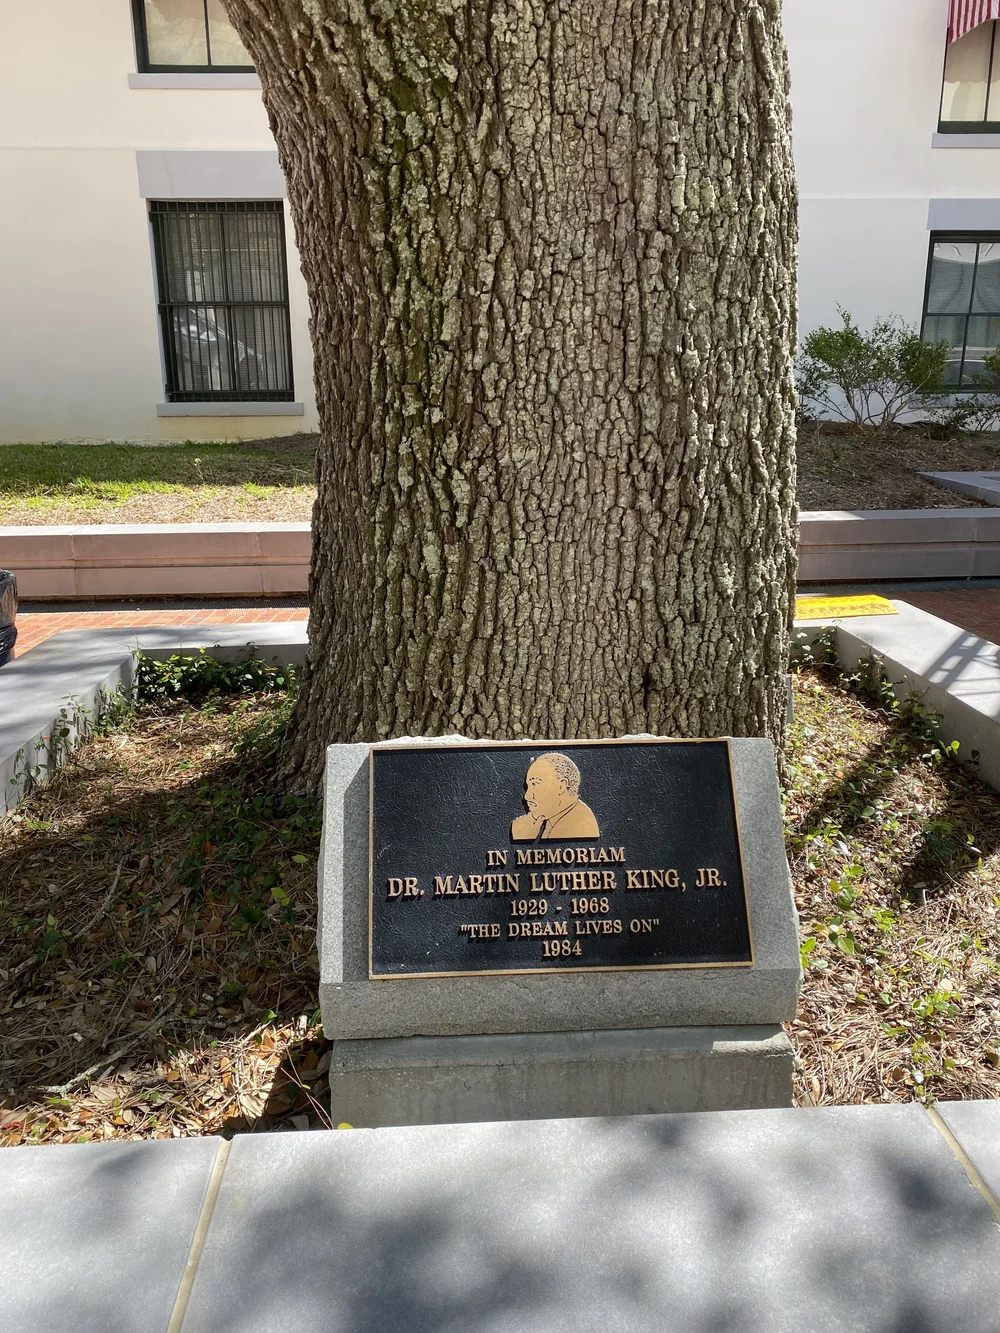 IN MEMORIAM
DR. MARTIN LUTHER KING, JR.
1929 - 1968
"THE DREAM LIVES ON"
1984